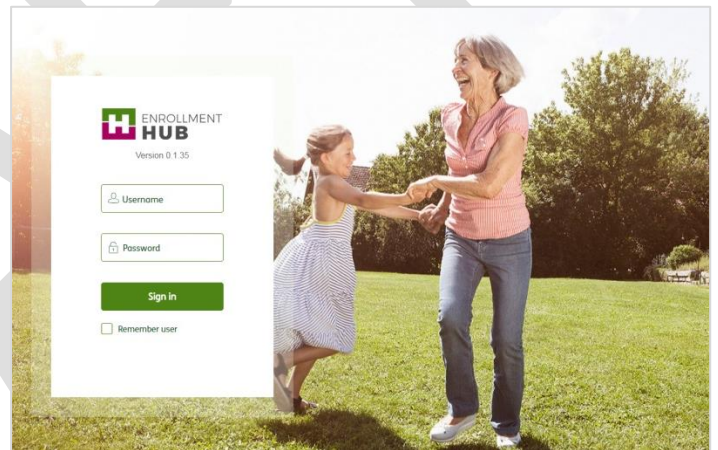 ENROLLMENT
HUB
Version 0.1.35
Username
Password
Sign in
Remember user